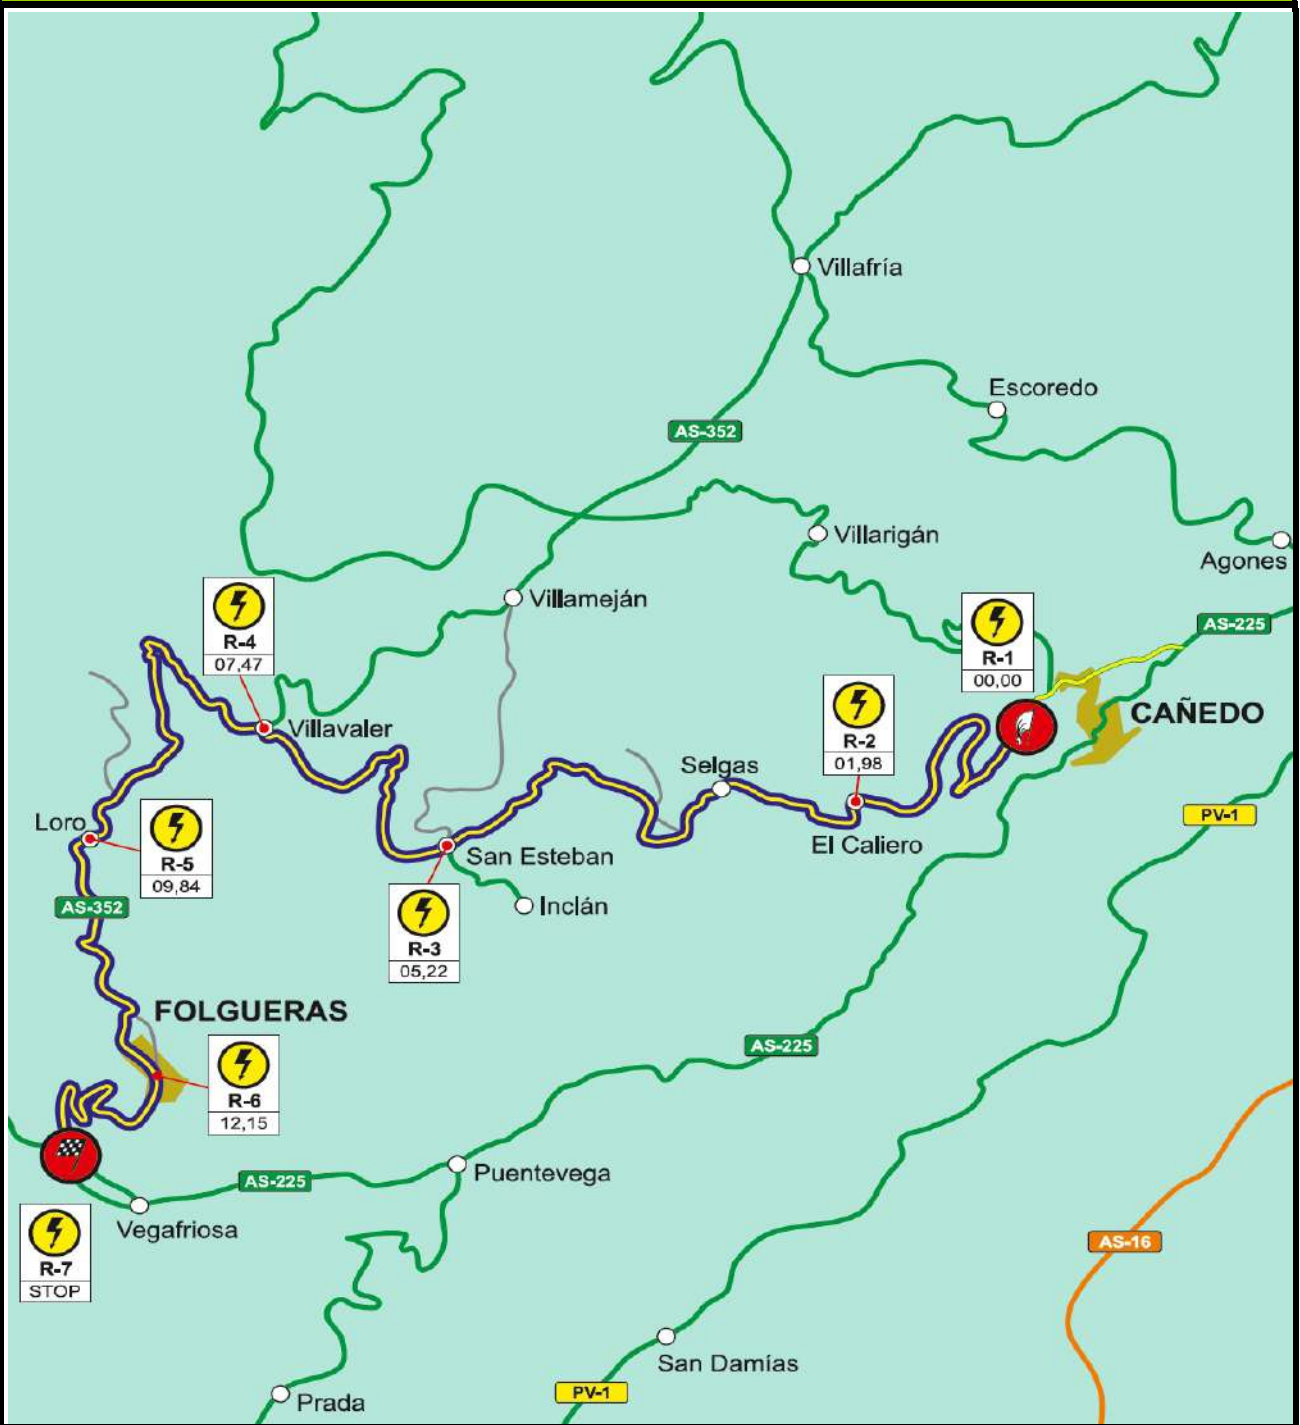 Villafría
Escoredo
AS-352
Villarigán
Agones
R-4
07,47
Villameján
R-1
00,00
AS-225
CAÑEDO
Villavaler
R-2
01,98
Selgas
Loro
R-5
09,84
PV-1
El Caliero
San Esteban
AS-352
Inclán
R-3
05,22
FOLGUERAS
AS-225
R-6
12,15
Puentevega
AS-225
Vegafriosa
AS-16
R-7
STOP
San Damías
PV-1
Prada